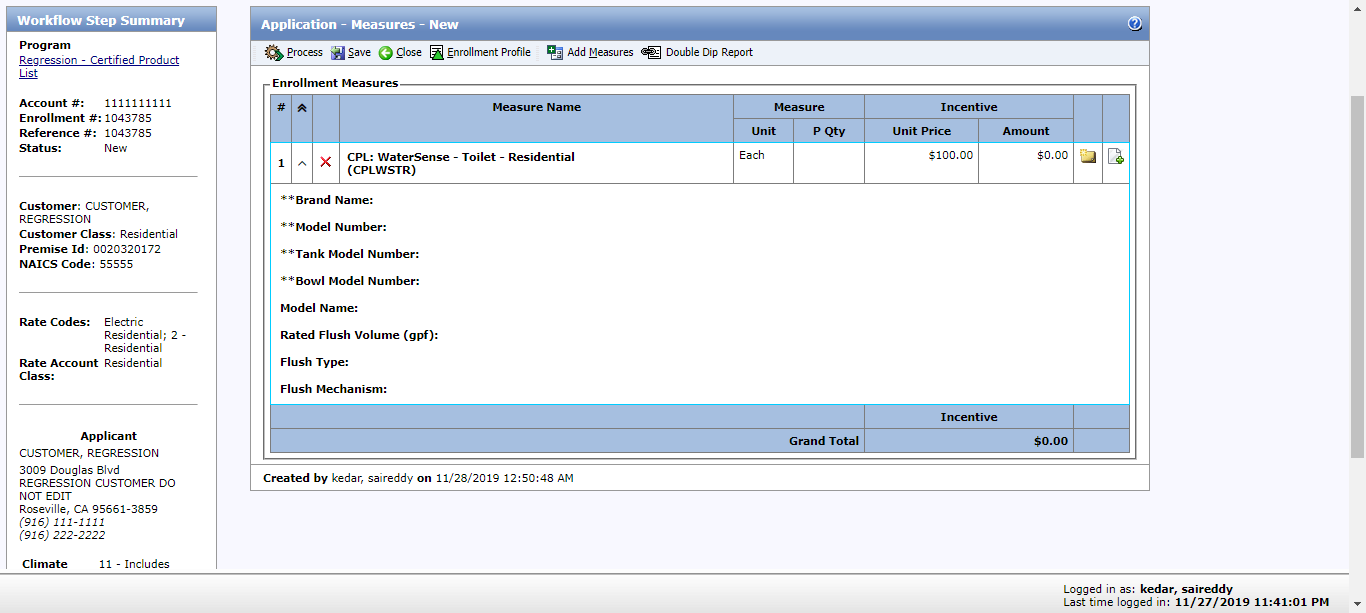 Workflow Step Summary
Program
Regression - Certified Product
List
Account #: 1111111111
Enrollment #: 1043785
Reference #: 1043785
Status: New
Customer: CUSTOMER,
REGRESSION
Customer Class: Residential
Premise Id: 0020320172
NAICS Code: 55555
Rate Codes: Electric
Residential; 2 -
Residential
Rate Account Residential
Class:
Applicant
CUSTOMER, REGRESSION
3009 Douglas Blvd
REGRESSION CUSTOMER DO
NOT EDIT
Roseville, CA 95661-3859
(916) 111-1111
(916) 222-2222
Climate 11 - Includes
Application - Measures - New
Process Save Close Enrollment Profile Add Measures Double Dip Report
Enrollment Measures
# Measure Name Measure Incentive
Unit P Qty Unit Price Amount
1 CPL: WaterSense - Toilet - Residential Each $100.00 $0.00
(CPLWSTR)
**Brand Name:
**Model Number:
**Tank Model Number:
**Bowl Model Number:
Model Name:
Rated Flush Volume (gpf):
Flush Type:
Flush Mechanism:
Incentive
Grand Total $0.00
Created by kedar, saireddy on 11/28/2019 12:50:48 AM
Logged in as: kedar, saireddy
Last time logged in: 11/27/2019 11:41:01 PM